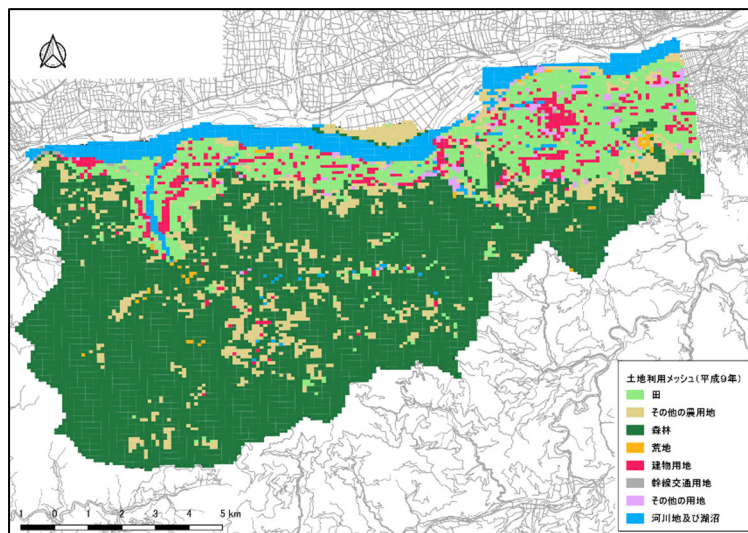 土地利用メッシュ(平成9年)
田
その他の農用地
森林
荒地
建物用地
幹線交通用地
その他の用地
河川地及び湖沼
1 0 1 2 3 4 5 km